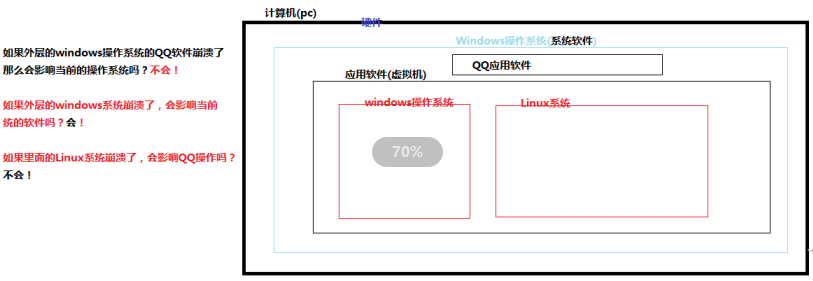 计算机(pc)
硬件
Windows操作系统(系统软件)
如果外层的windows操作系统的QQ软件崩溃了
那么会影响当前的操作系统吗？不会！
QQ应用软件
应用软件(虚拟机)
如果外层的windows系统崩溃了，会影响当前
统的软件吗？会！
windows操作系统
Linux系统
70%
如果里面的Linux系统崩溃了，会影响QQ操作吗？
不会！